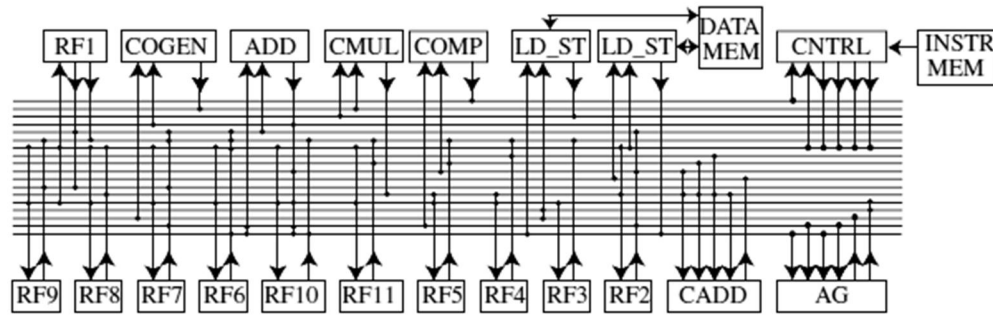 RF1
COGEN
ADD
CMUL
COMP
LD_ST
LD_ST
DATA
MEM
CNTRL
INSTR
MEM
RF9
RF8
RF7
RF6
RF10
RF11
RF5
RF4
RF3
RF2
CADD
AG